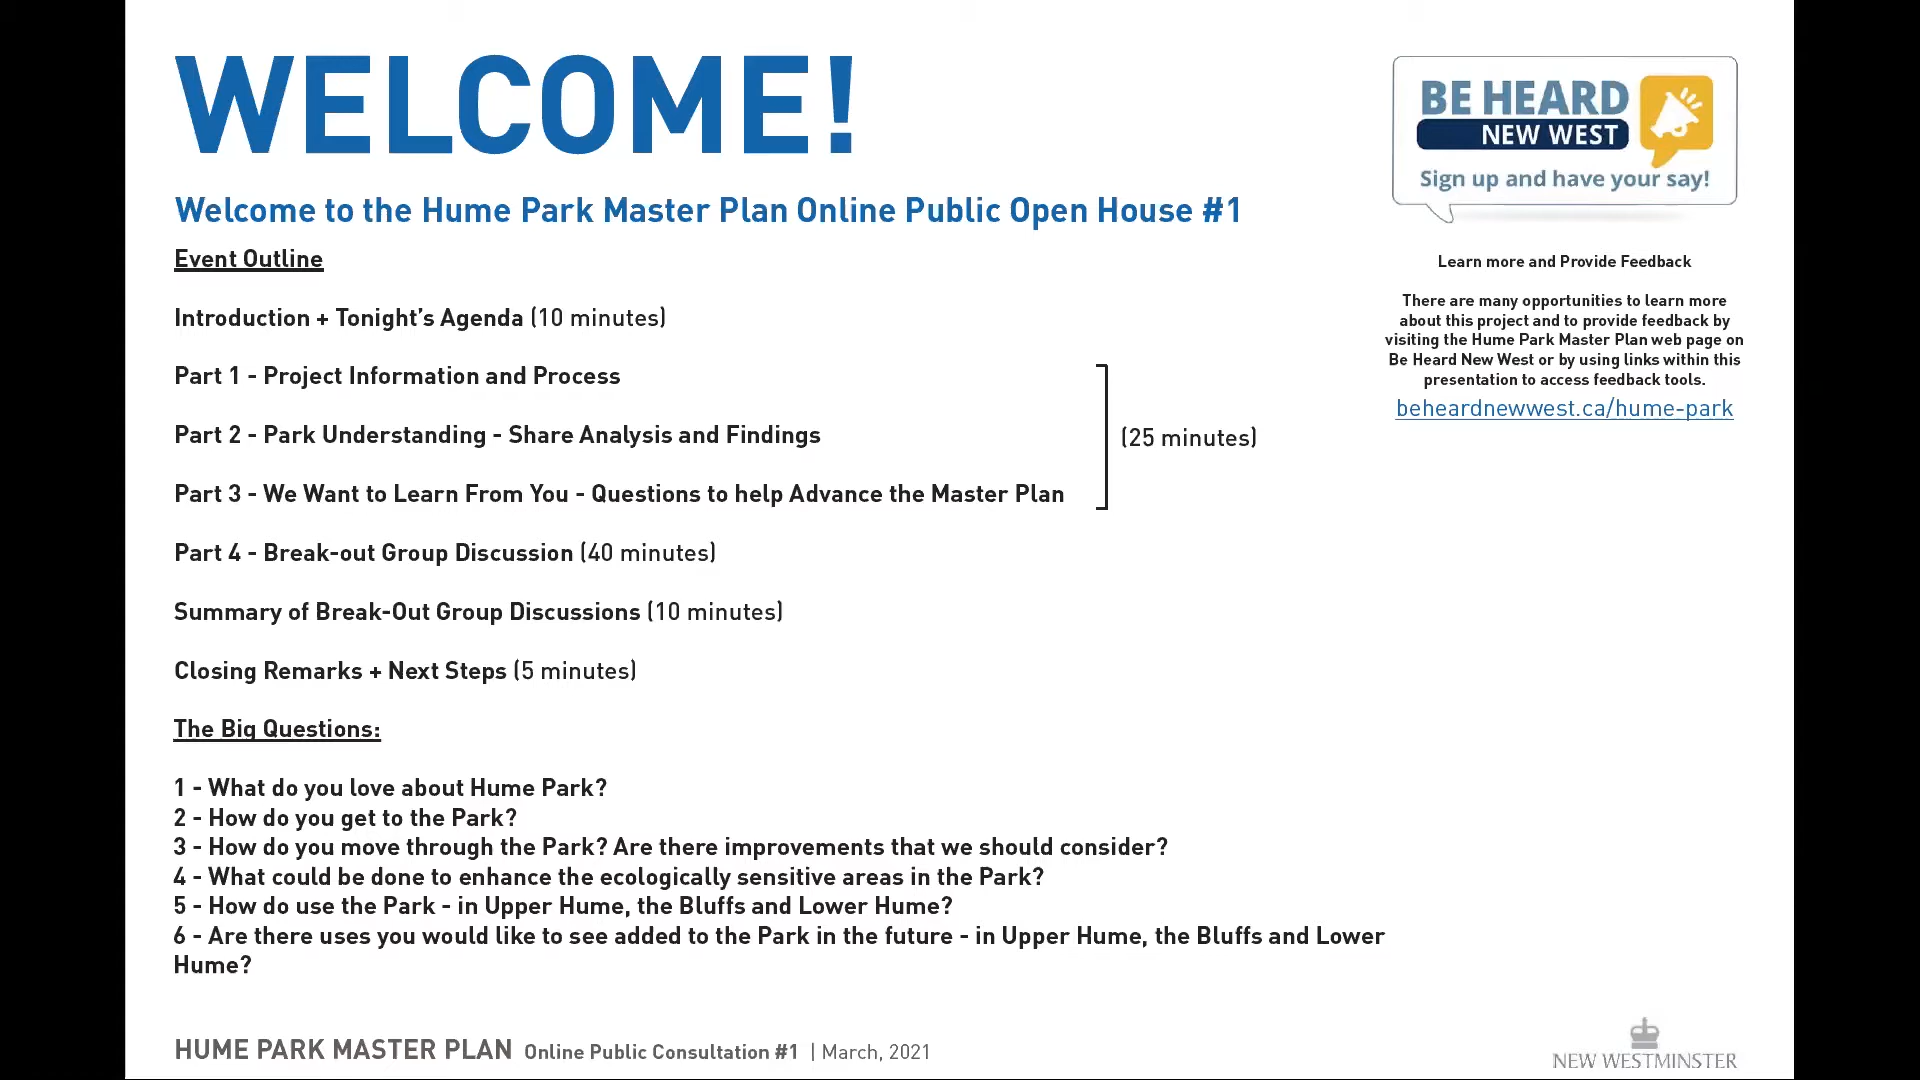 WELCOME!
Welcome to the Hume Park Master Plan Online Public Open House #1
Event Outline
Introduction + Tonight’s Agenda (10 minutes)
Part 1 - Project Information and Process
Part 2 - Park Understanding - Share Analysis and Findings
Part 3 - We Want to Learn From You - Questions to help Advance the Master Plan
(25 minutes)
Part 4 - Break-out Group Discussion (40 minutes)
Summary of Break-Out Group Discussions (10 minutes)
Closing Remarks + Next Steps (5 minutes)
The Big Questions:
1 - What do you love about Hume Park?
2 - How do you get to the Park?
3 - How do you move through the Park? Are there improvements that we should consider?
4 - What could be done to enhance the ecologically sensitive areas in the Park?
5 - How do use the Park - in Upper Hume, the Bluffs and Lower Hume?
6 - Are there uses you would like to see added to the Park in the future - in Upper Hume, the Bluffs and Lower
Hume?
BE HEARD
NEW WEST
Sign up and have your say!
Learn more and Provide Feedback
There are many opportunities to learn more
about this project and to provide feedback by
visiting the Hume Park Master Plan web page on
Be Heard New West or by using links within this
presentation to access feedback tools.
beheardnewwest.ca/hume-park
HUME PARK MASTER PLAN Online Public Consultation #1 | March, 2021
NEW WESTMINSTER